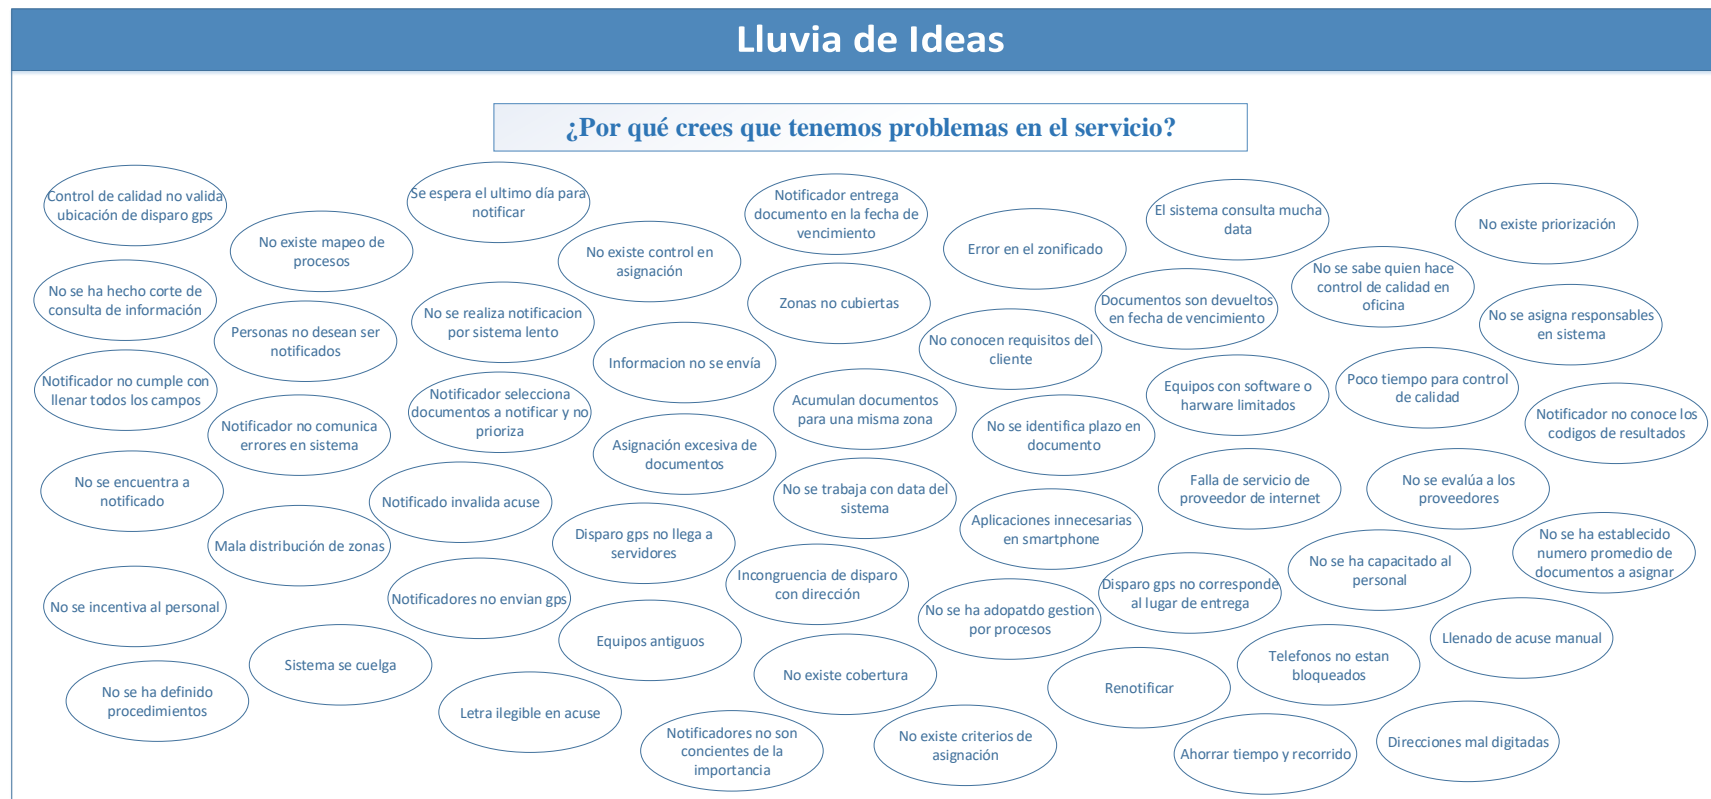 Lluvia de Ideas
¿Por qué crees que tenemos problemas en el servicio?
Control de calidad no valida
ubicación de disparo gps
No existe mapeo de
procesos
Se espera el ultimo día para
notificar
No existe control en
asignación
Notificador entrega
documento en la fecha de
vencimiento
Error en el zonificado
El sistema consulta mucha
data
No existe priorización
No se ha hecho corte de
consulta de información
Personas no desean ser
notificados
No se realiza notificacion
por sistema lento
Informacion no se envía
Zonas no cubiertas
No conocen requisitos del
cliente
Documentos son devueltos
en fecha de vencimiento
No se sabe quien hace
control de calidad en
oficina
No se asigna responsables
en sistema
Notificador no cumple con
llenar todos los campos
Notificador no comunica
errores en sistema
Notificador selecciona
documentos a notificar y no
prioriza
Asignación excesiva de
documentos
Acumulan documentos
para una misma zona
No se identifica plazo en
documento
Equipos con software o
harware limitados
Poco tiempo para control
de calidad
Notificador no conoce los
codigos de resultados
No se encuentra a
notificado
Mala distribución de zonas
Notificado invalida acuse
Disparo gps no llega a
servidores
No se trabaja con data del
sistema
Aplicaciones innecesarias
en smartphone
Falla de servicio de
proveedor de internet
No se evalúa a los
proveedores
No se ha establecido
numero promedio de
documentos a asignar
No se incentiva al personal
Notificadores no envian gps
Equipos antiguos
Incongruencia de disparo
con dirección
No se ha adopatdo gestion
por procesos
Disparo gps no corresponde
al lugar de entrega
No se ha capacitado al
personal
Llenado de acuse manual
No se ha definido
procedimientos
Sistema se cuelga
Letra ilegible en acuse
Notificadores no son
concientes de la
importancia
No existe cobertura
No existe criterios de
asignación
Renotificar
Telefonos no estan
bloqueados
Ahorrar tiempo y recorrido
Direcciones mal digitadas